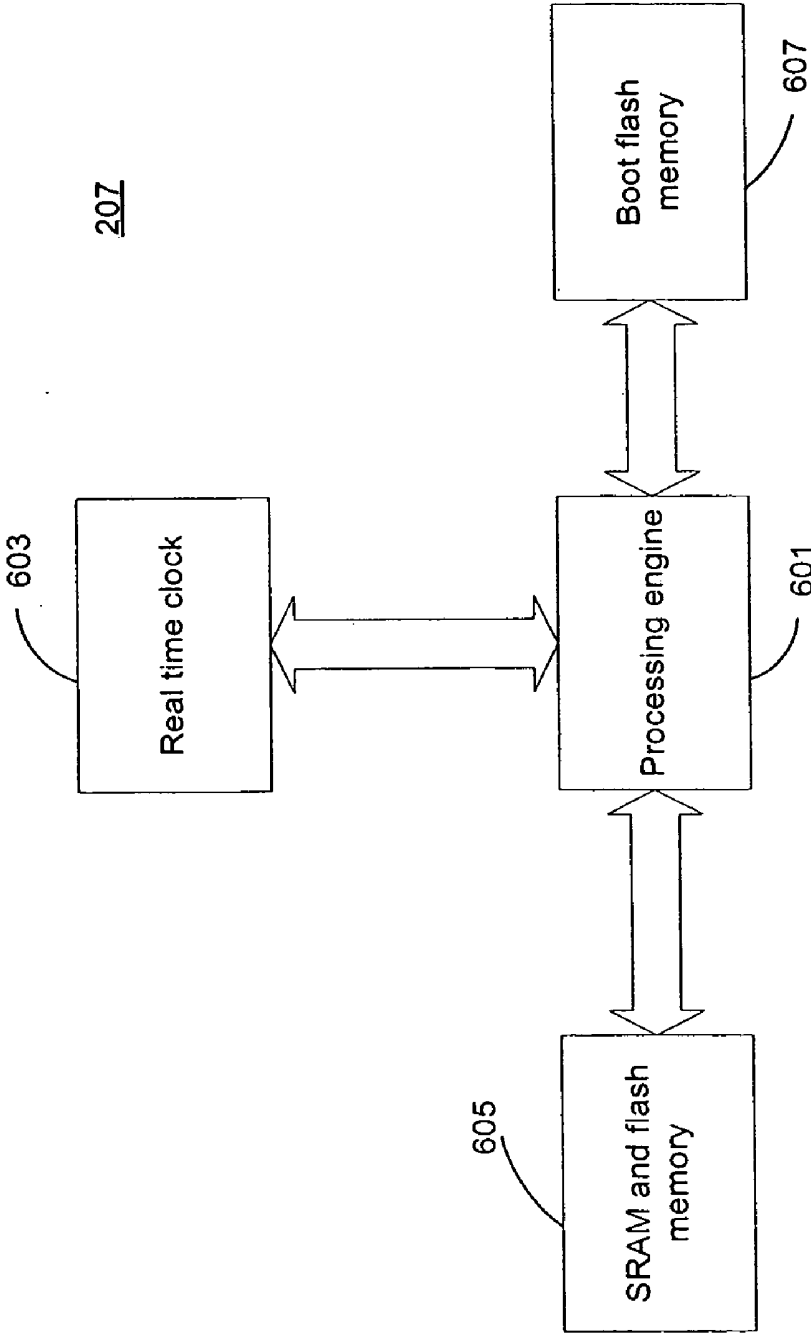 207
603
Real time clock
605
SRAM and flash
memory
Processing engine
601
Boot flash
memory
607